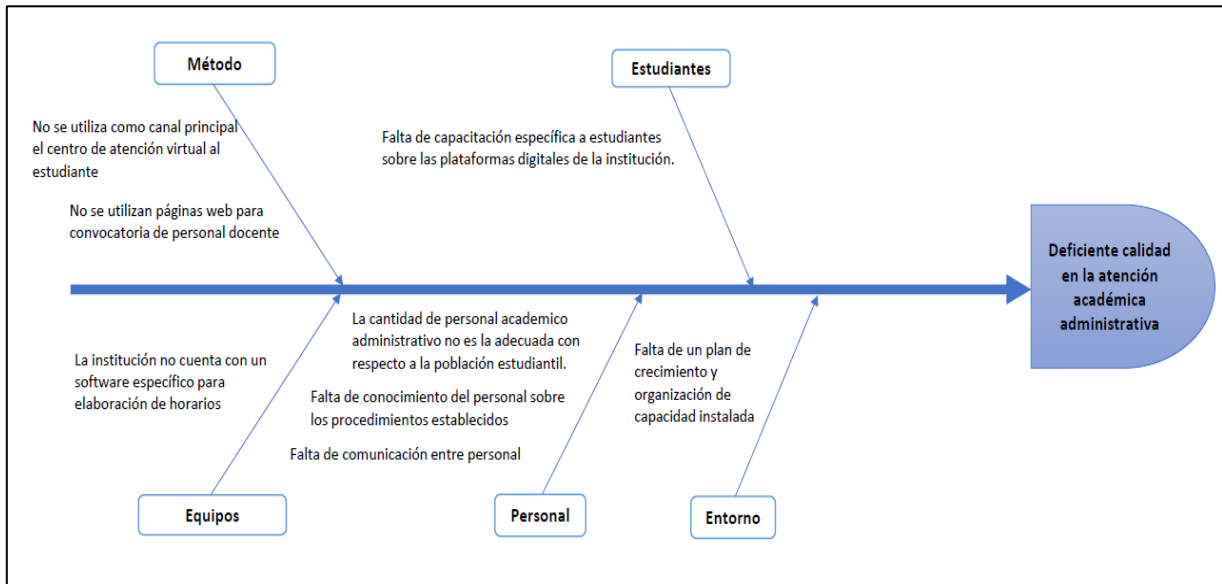 Método
Estudiantes
No se utiliza como canal principal
el centro de atención virtual al
estudiante
Falta de capacitación específica a estudiantes
sobre las plataformas digitales de la institución.
No se utilizan páginas web para
convocatoria de personal docente
Deficiente calidad
en la atención
académica
administrativa
La institución no cuenta con un
software específico para
elaboración de horarios
La cantidad de personal academico
administrativo no es la adecuada con
respecto a la población estudiantil.
Falta de conocimiento del personal sobre
los procedimientos establecidos
Falta de comunicación entre personal
Falta de un plan de
crecimiento y
organización de
capacidad instalada
Equipos
Personal
Entorno